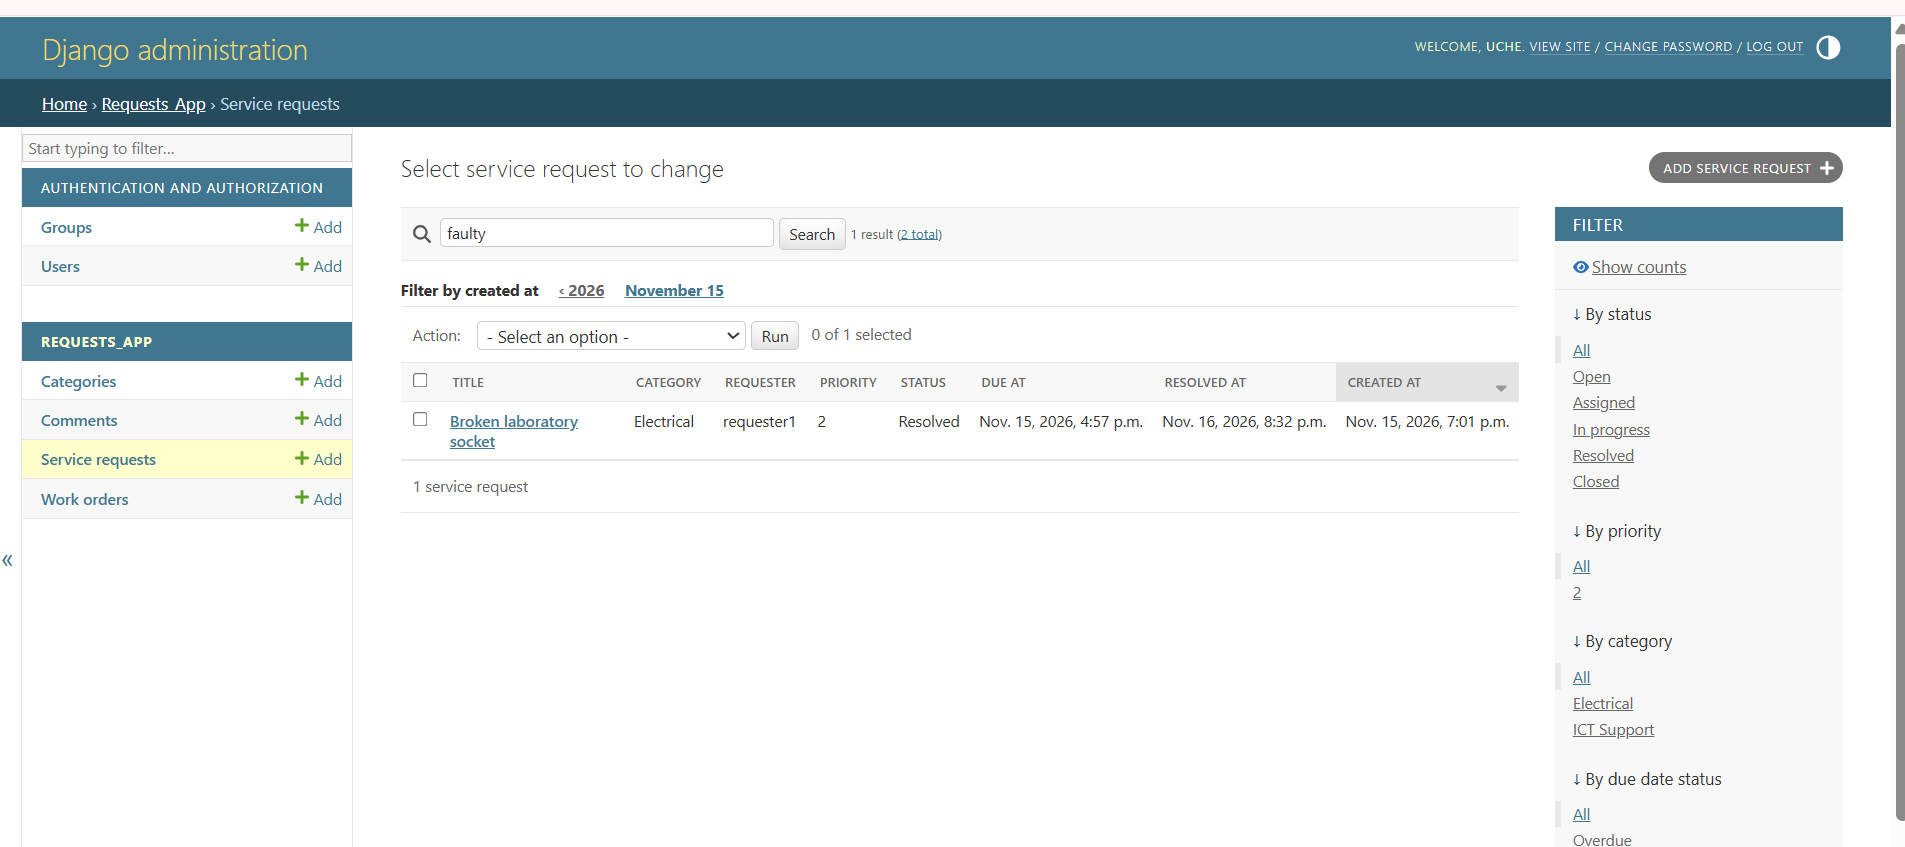 Django administration
WELCOME, UCHE. VIEW SITE / CHANGE PASSWORD / LOG OUT
Home › Requests_App › Service requests
Start typing to filter...
AUTHENTICATION AND AUTHORIZATION
Groups + Add
Users + Add
REQUESTS_APP
Categories + Add
Comments + Add
Service requests + Add
Work orders + Add
«
Select service request to change
ADD SERVICE REQUEST +
faulty Search 1 result (2 total)
Filter by created at ‹ 2026 November 15
Action: - Select an option - Run 0 of 1 selected
TITLE CATEGORY REQUESTER PRIORITY STATUS DUE AT RESOLVED AT CREATED AT
Broken laboratory Electrical requester1 2 Resolved Nov. 15, 2026, 4:57 p.m. Nov. 16, 2026, 8:32 p.m. Nov. 15, 2026, 7:01 p.m.
socket
1 service request
FILTER
Show counts
↓ By status
All
Open
Assigned
In progress
Resolved
Closed
↓ By priority
All
2
↓ By category
All
Electrical
ICT Support
↓ By due date status
All
Overdue